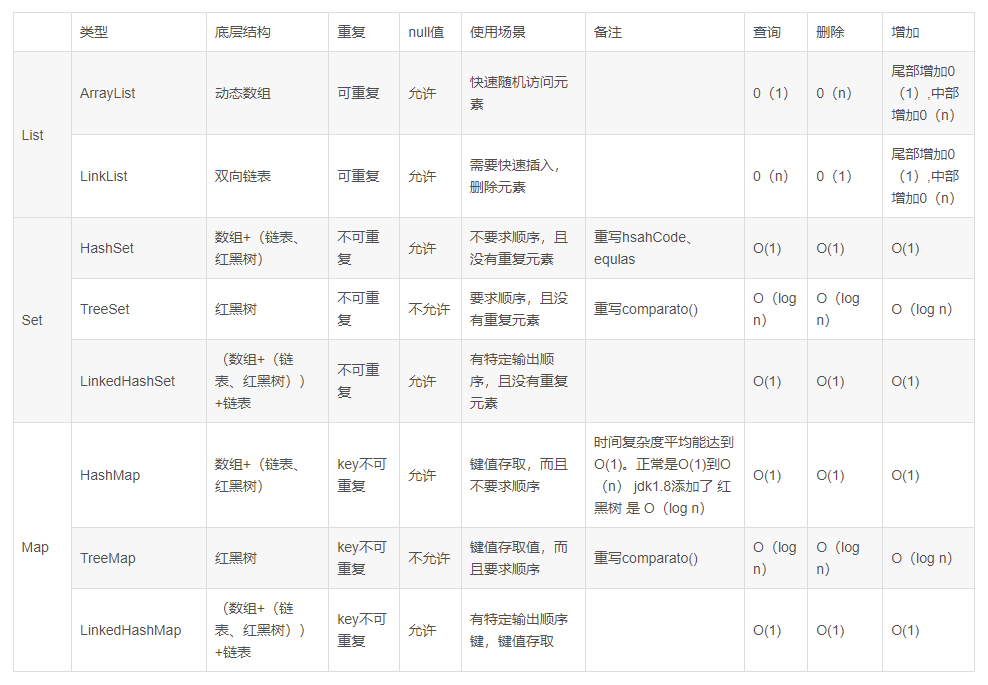 类型 底层结构 重复 null值 使用场景 备注 查询 删除 增加
List
ArrayList
动态数组
可重复
允许
快速随机访问元
素
0（1）
0（n）
尾部增加0
（1）,中部
增加0（n）
LinkList
双向链表
可重复
允许
需要快速插入，
删除元素
0（n）
0（1）
尾部增加0
（1）,中部
增加0（n）
Set
HashSet
数组+（链表、
红黑树）
不可重
复
允许
不要求顺序，且
没有重复元素
重写hsahCode、
equlas
O(1)
O(1)
O(1)
TreeSet
红黑树
不可重
复
不允许
要求顺序，且没
有重复元素
重写comparato()
O（log
n）
O（log
n）
O（log n）
LinkedHashSet
（数组+（链
表、红黑树））
+链表
不可重
复
允许
有特定输出顺
序，且没有重复
元素
O(1)
O(1)
O(1)
Map
HashMap
数组+（链表、
红黑树）
key不可
重复
允许
键值存取，而且
不要求顺序
时间复杂度平均能达到
O(1)。正常是O(1)到O
（n） jdk1.8添加了 红
黑树 是 O（log n）
O(1)
O(1)
O(1)
TreeMap
红黑树
key不可
重复
不允许
键值存取值，而
且要求顺序
重写comparato()
O（log
n）
O（log
n）
O（log n）
LinkedHashMap
（数组+（链
表、红黑树））
+链表
key不可
重复
允许
有特定输出顺序
键，键值存取
O(1)
O(1)
O(1)